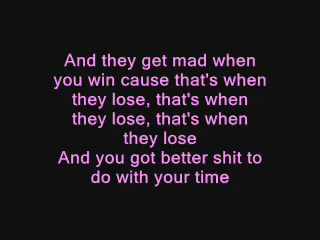 And they get mad when
you win cause that's when
they lose, that's when
they lose, that's when
they lose
And you got better shit to
do with your time